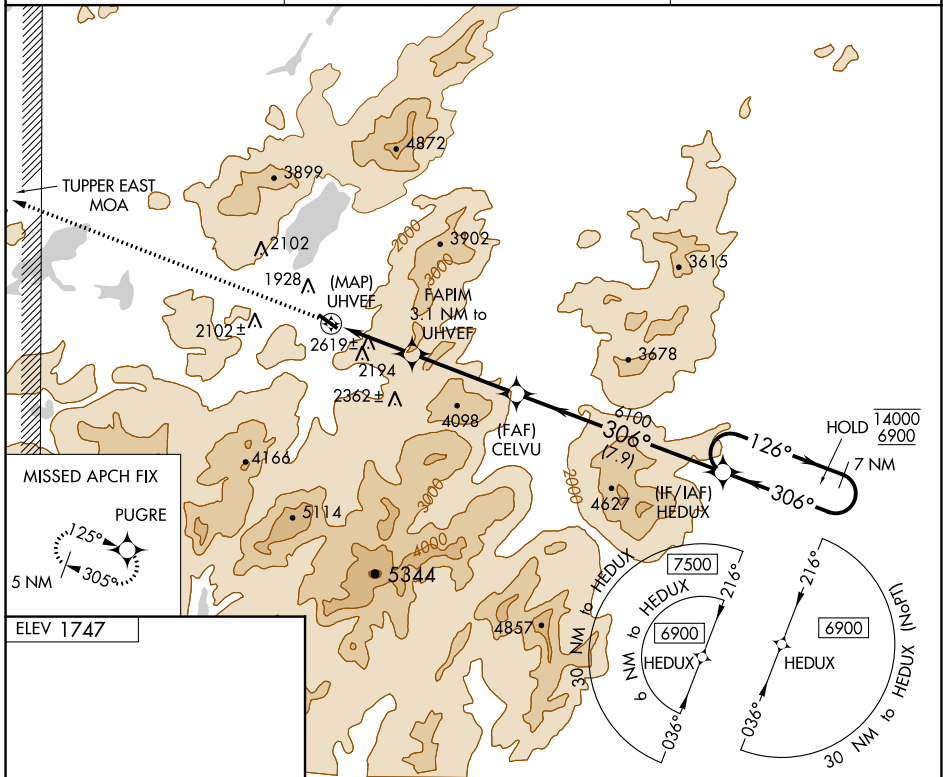 4872
3899
TUPPER EAST
MOA
2102
2000
3902
3000
3615
1928
(MAP)
UHVEF
FAPIM
3.1 NM to
UHVEF
2102±
2619±
2194
3678
2362±
4098
(FAF)
CELVU
6100
306°
(7.9)
HOLD
14000
6900
126°
7 NM
306°
4166
2000
4627
(IF/IAF)
HEDUX
MISSED APCH FIX
PUGRE
125°
305°
5 NM
5114
3000
4000
5344
4857
30 NM to HEDUX
7500
216°
6 NM to HEDUX
6900
HEDUX
036°
216°
6900
HEDUX
036°
30 NM to HEDUX (NoPT)
ELEV 1747